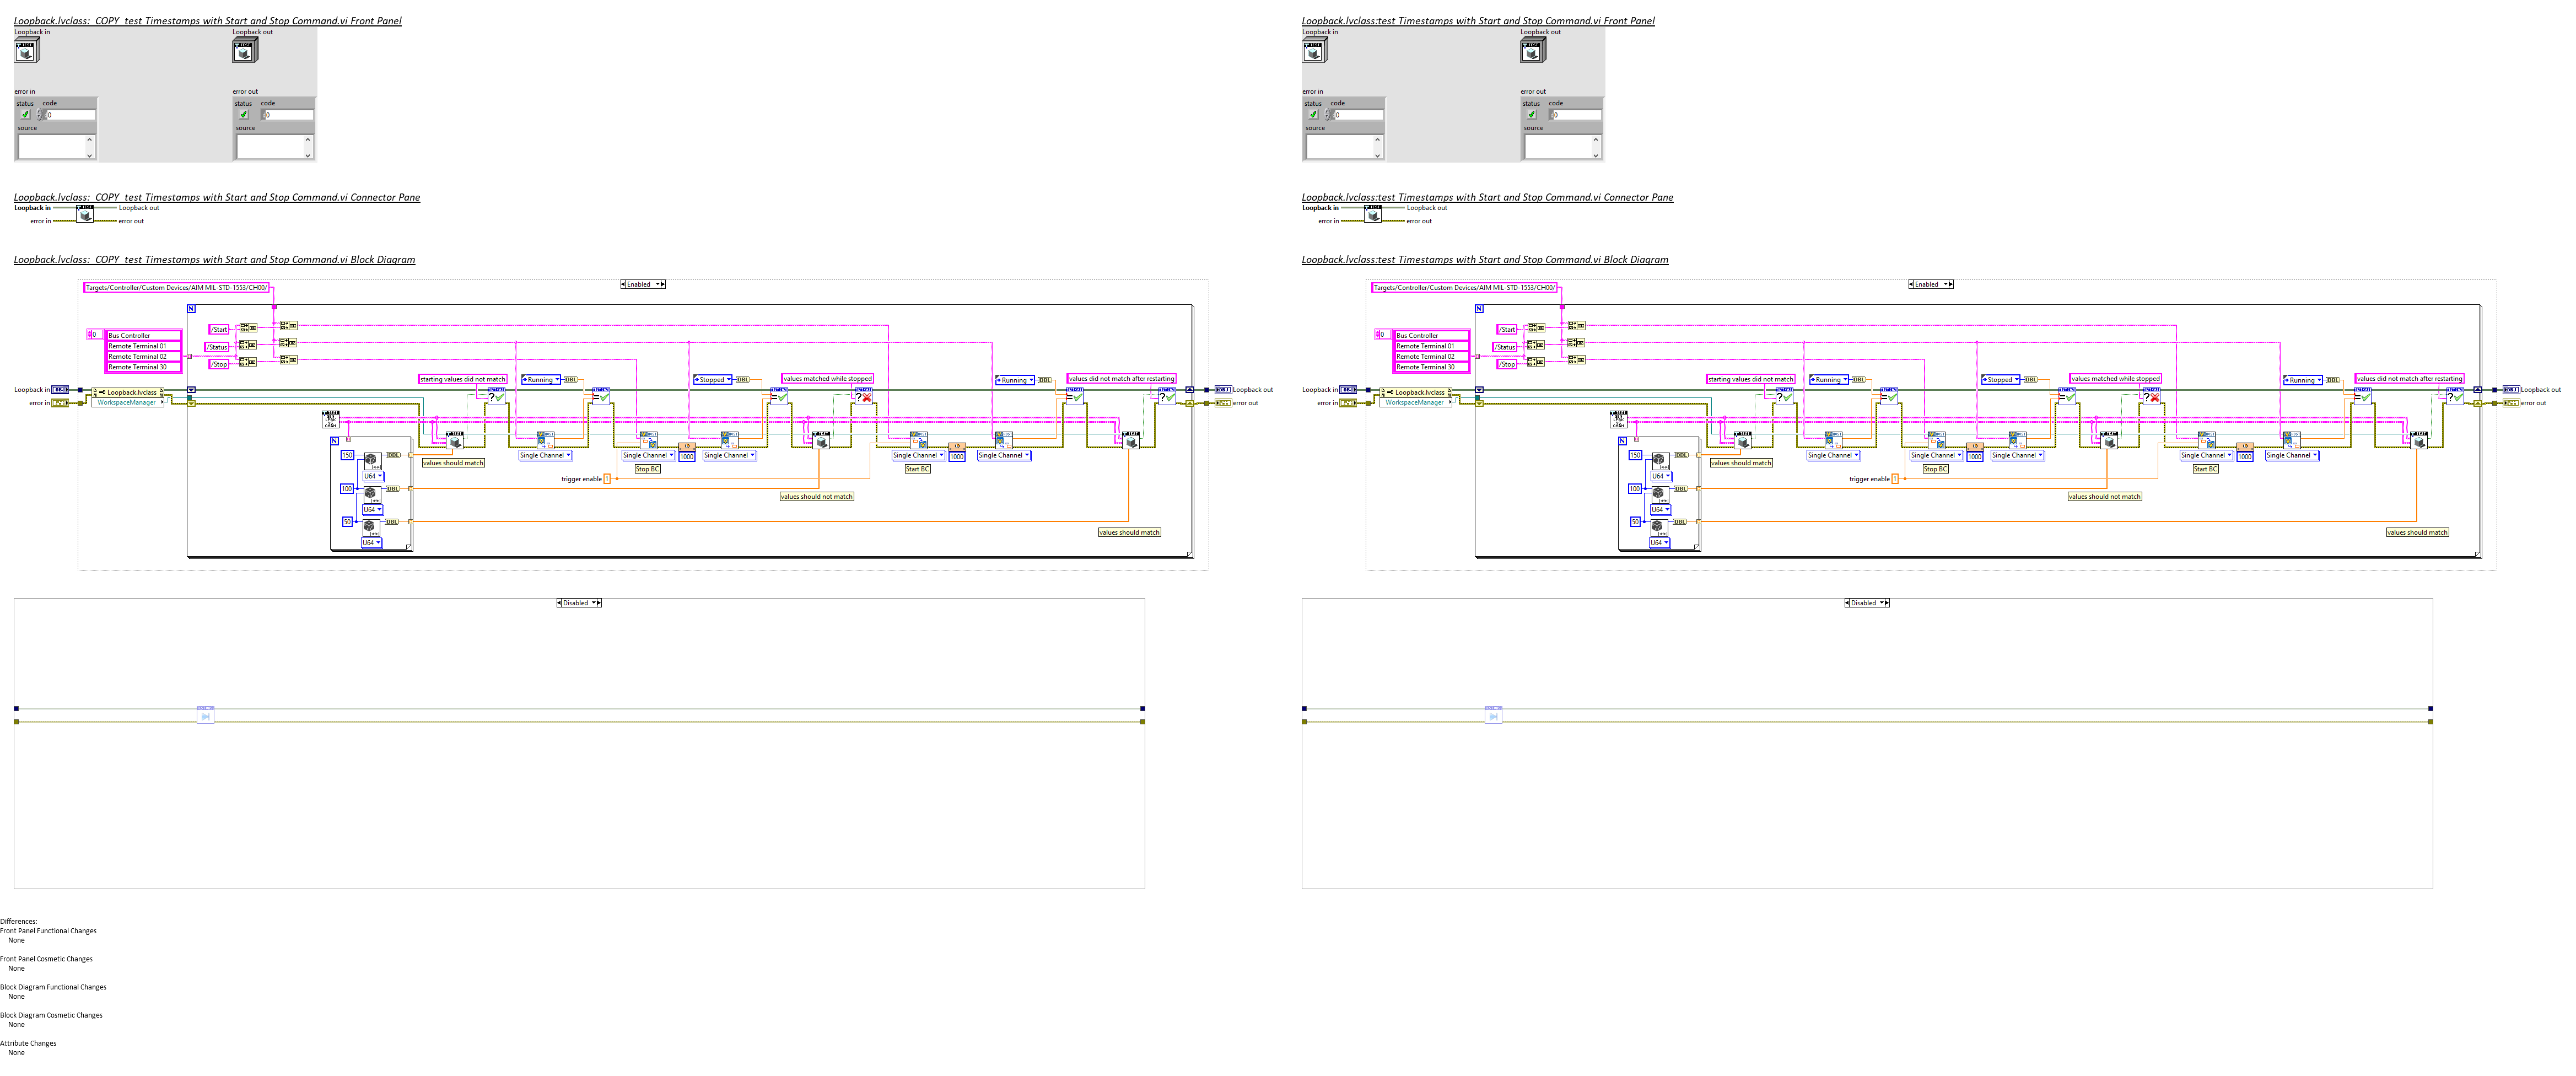 Loopback.lvclass:_COPY_test Timestamps with Start and Stop Command.vi Front Panel
Loopback in
Loopback out
error in
error out
status code
0
source
status code
0
source
Loopback.lvclass:_COPY_test Timestamps with Start and Stop Command.vi Connector Pane
Loopback in
Loopback out
error in
error out
Loopback.lvclass:_COPY_test Timestamps with Start and Stop Command.vi Block Diagram
Enabled
Targets/Controller/Custom Devices/AIM MIL-STD-1553/CH00/
N
0
Bus Controller
Remote Terminal 01
Remote Terminal 02
Remote Terminal 30
/Start
/Status
/Stop
starting values did not match
Running
DBL
Stopped
DBL
values matched while stopped
Running
DBL
values did not match after restarting
Loopback in
Loopback.lvclass
Loopback out
error in
WorkspaceManager
error out
TEST
N
150
DBL
U64
100
DBL
U64
50
DBL
U64
values should match
Single Channel
Single Channel
1000
Single Channel
Single Channel
1000
Single Channel
Stop BC
Start BC
trigger enable 1
values should not match
values should match
Disabled
Loopback.lvclass:test Timestamps with Start and Stop Command.vi Front Panel
Loopback in
Loopback out
error in
error out
status code
0
source
status code
0
source
Loopback.lvclass:test Timestamps with Start and Stop Command.vi Connector Pane
Loopback in
Loopback out
error in
error out
Loopback.lvclass:test Timestamps with Start and Stop Command.vi Block Diagram
Enabled
Targets/Controller/Custom Devices/AIM MIL-STD-1553/CH00/
N
0
Bus Controller
Remote Terminal 01
Remote Terminal 02
Remote Terminal 30
/Start
/Status
/Stop
starting values did not match
Running
DBL
Stopped
DBL
values matched while stopped
Running
DBL
values did not match after restarting
Loopback in
Loopback.lvclass
Loopback out
error in
WorkspaceManager
error out
TEST
N
150
DBL
U64
100
DBL
U64
50
DBL
U64
values should match
Single Channel
Single Channel
1000
Single Channel
Single Channel
1000
Single Channel
Stop BC
Start BC
trigger enable 1
values should not match
values should match
Disabled
Differences:
Front Panel Functional Changes
None
Front Panel Cosmetic Changes
None
Block Diagram Functional Changes
None
Block Diagram Cosmetic Changes
None
Attribute Changes
None